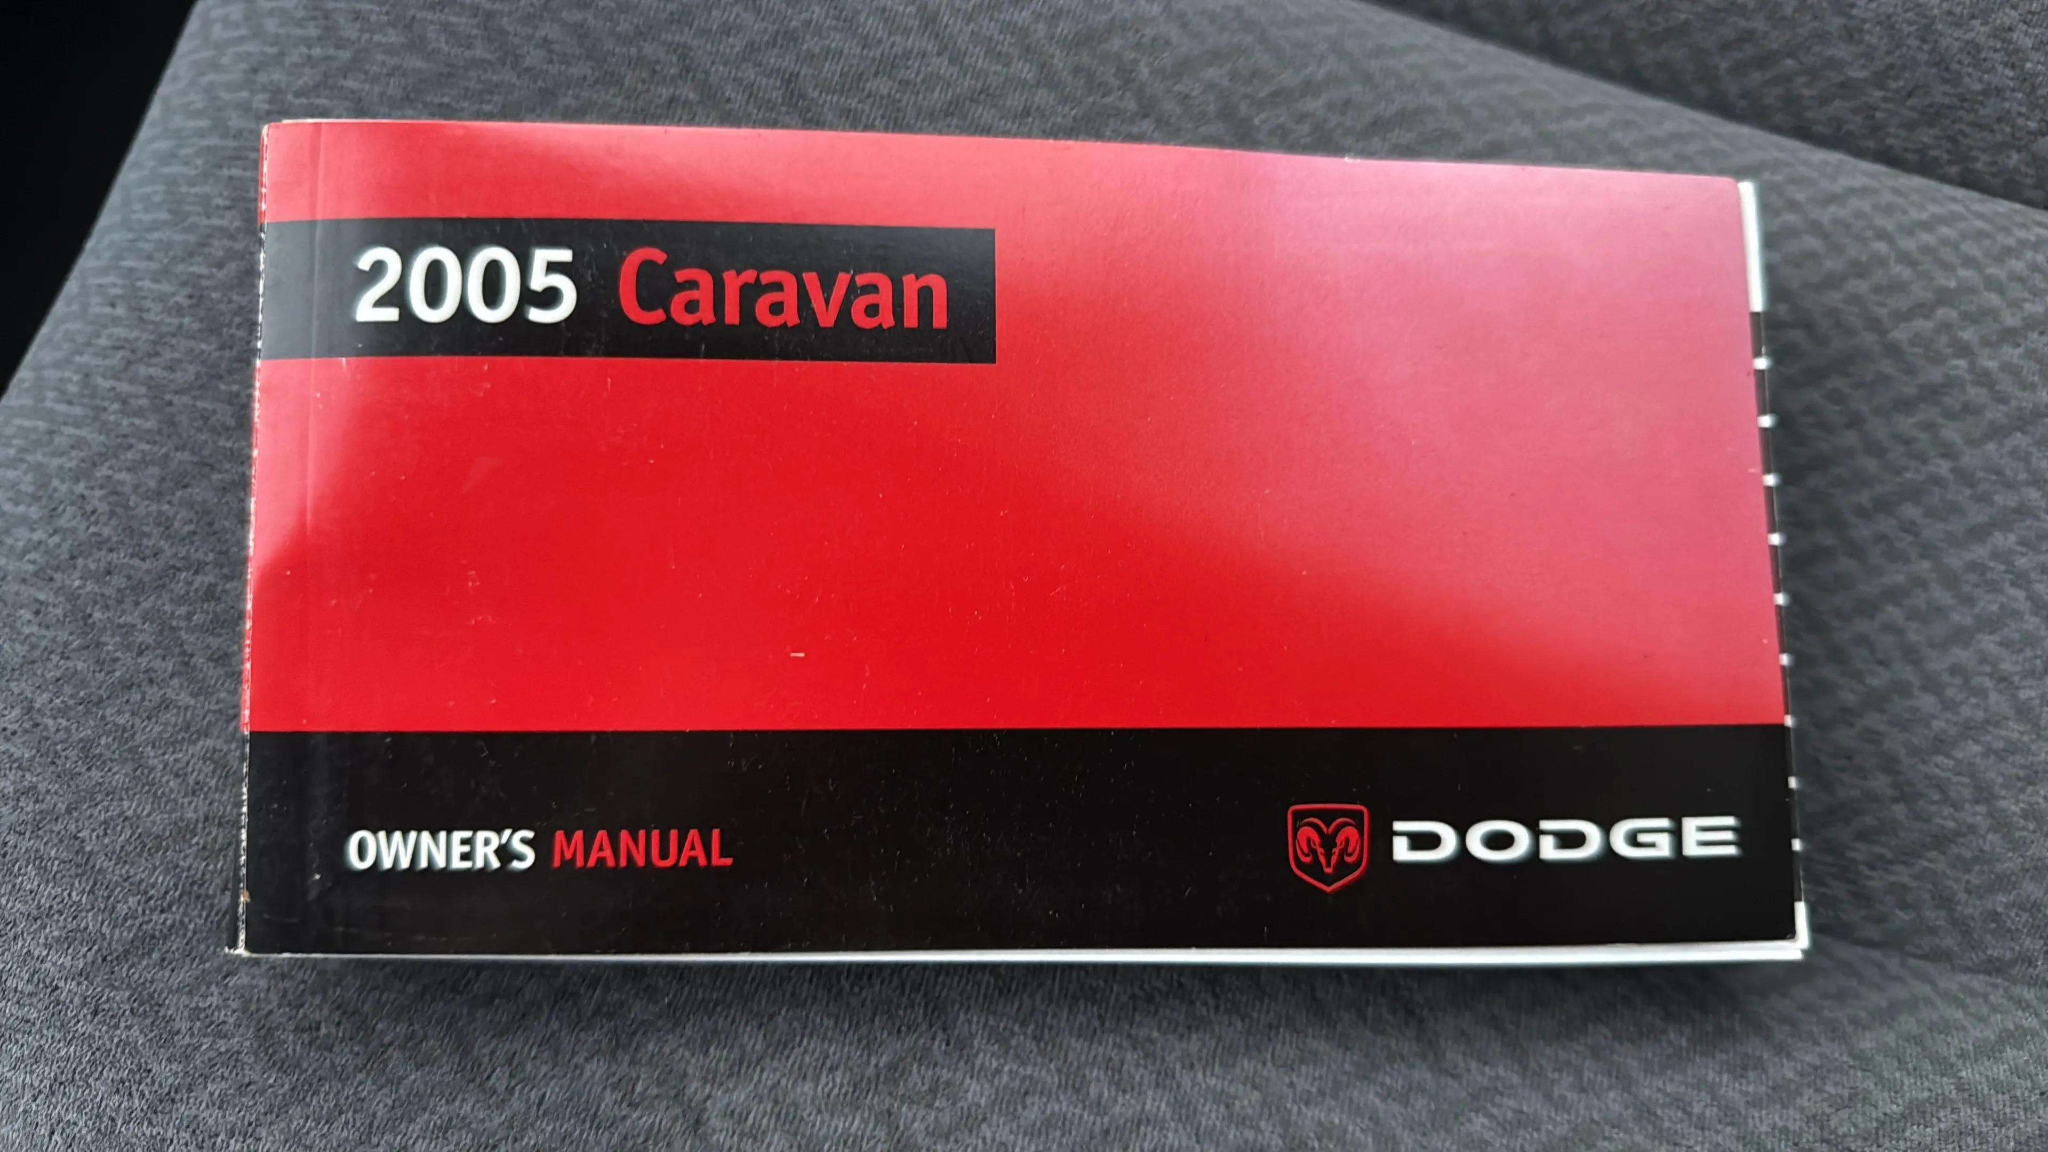 2005 Caravan
OWNER'S MANUAL
DODGE